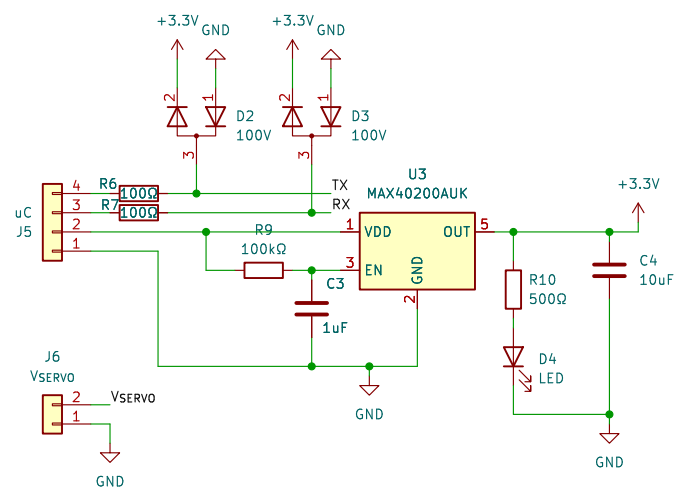 +3.3V
GND
+3.3V
GND
2
1
D2
100V
3
2
1
D3
100V
3
uC
J5
4
3
2
1
R6
100Ω
R7
100Ω
TX
RX
U3
MAX40200AUK
1
VDD
OUT
5
3
EN
GND
2
R9
100kΩ
C3
1uF
+3.3V
R10
500Ω
C4
10uF
D4
LED
GND
GND
J6
VSERVO
2
1
VSERVO
GND